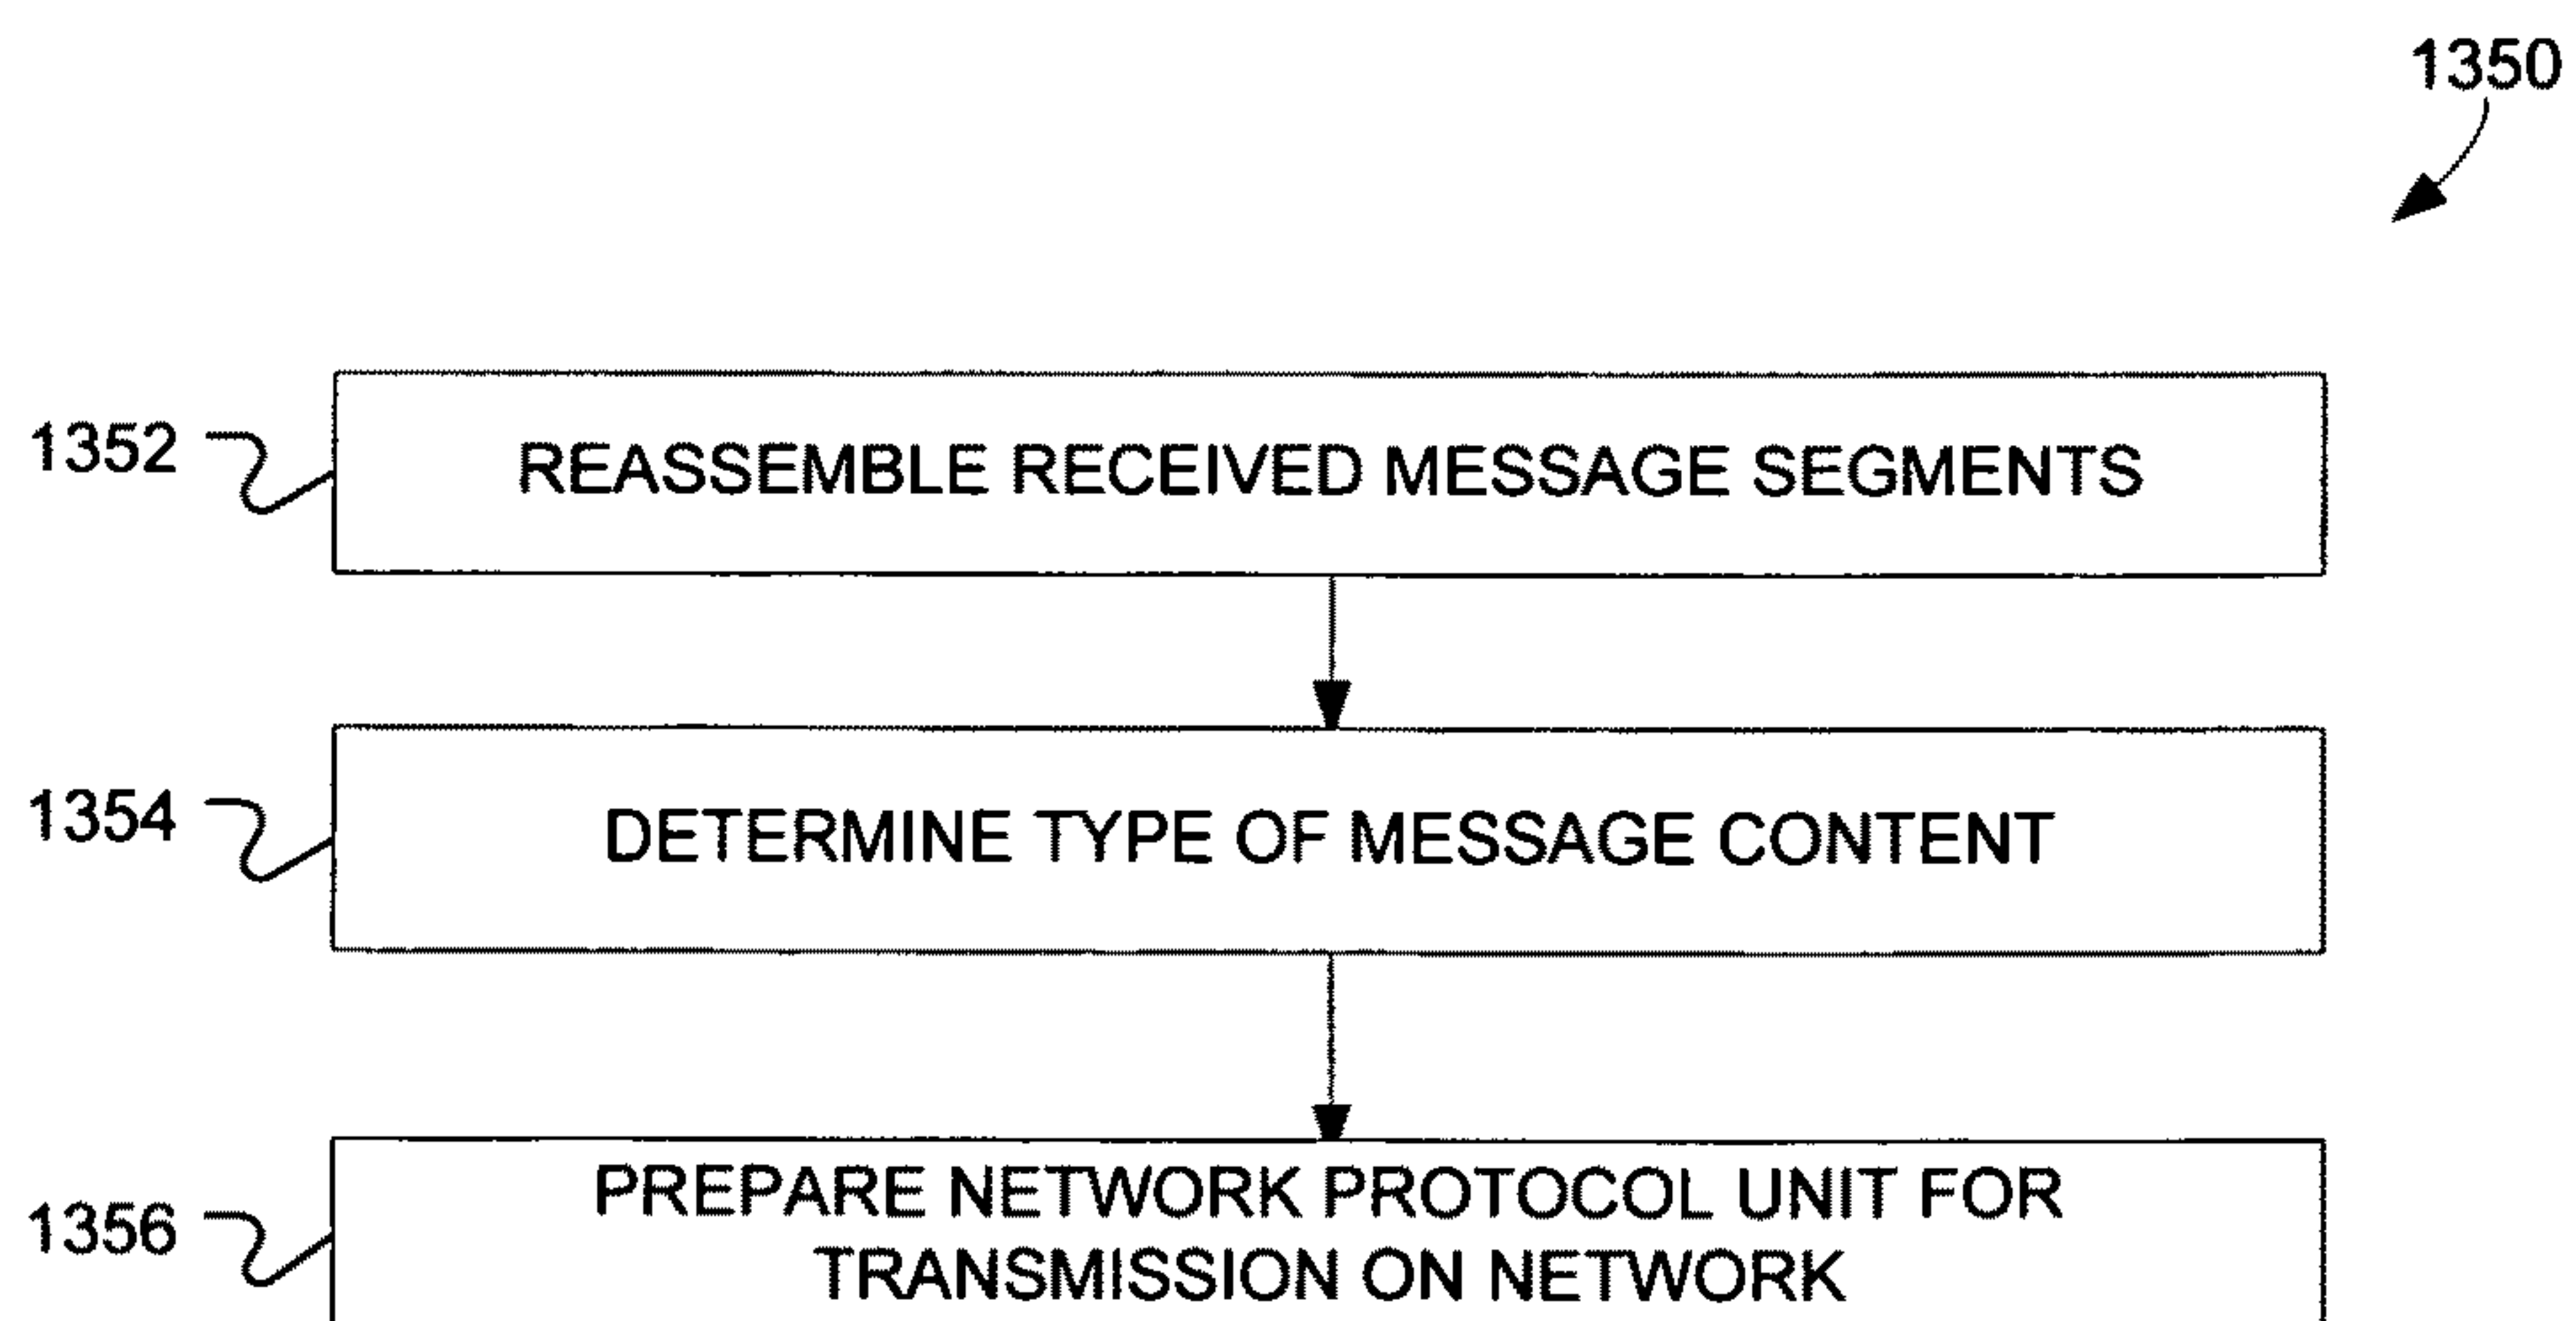 1350
1352 REASSEMBLE RECEIVED MESSAGE SEGMENTS
1354 DETERMINE TYPE OF MESSAGE CONTENT
1356 PREPARE NETWORK PROTOCOL UNIT FOR
TRANSMISSION ON NETWORK